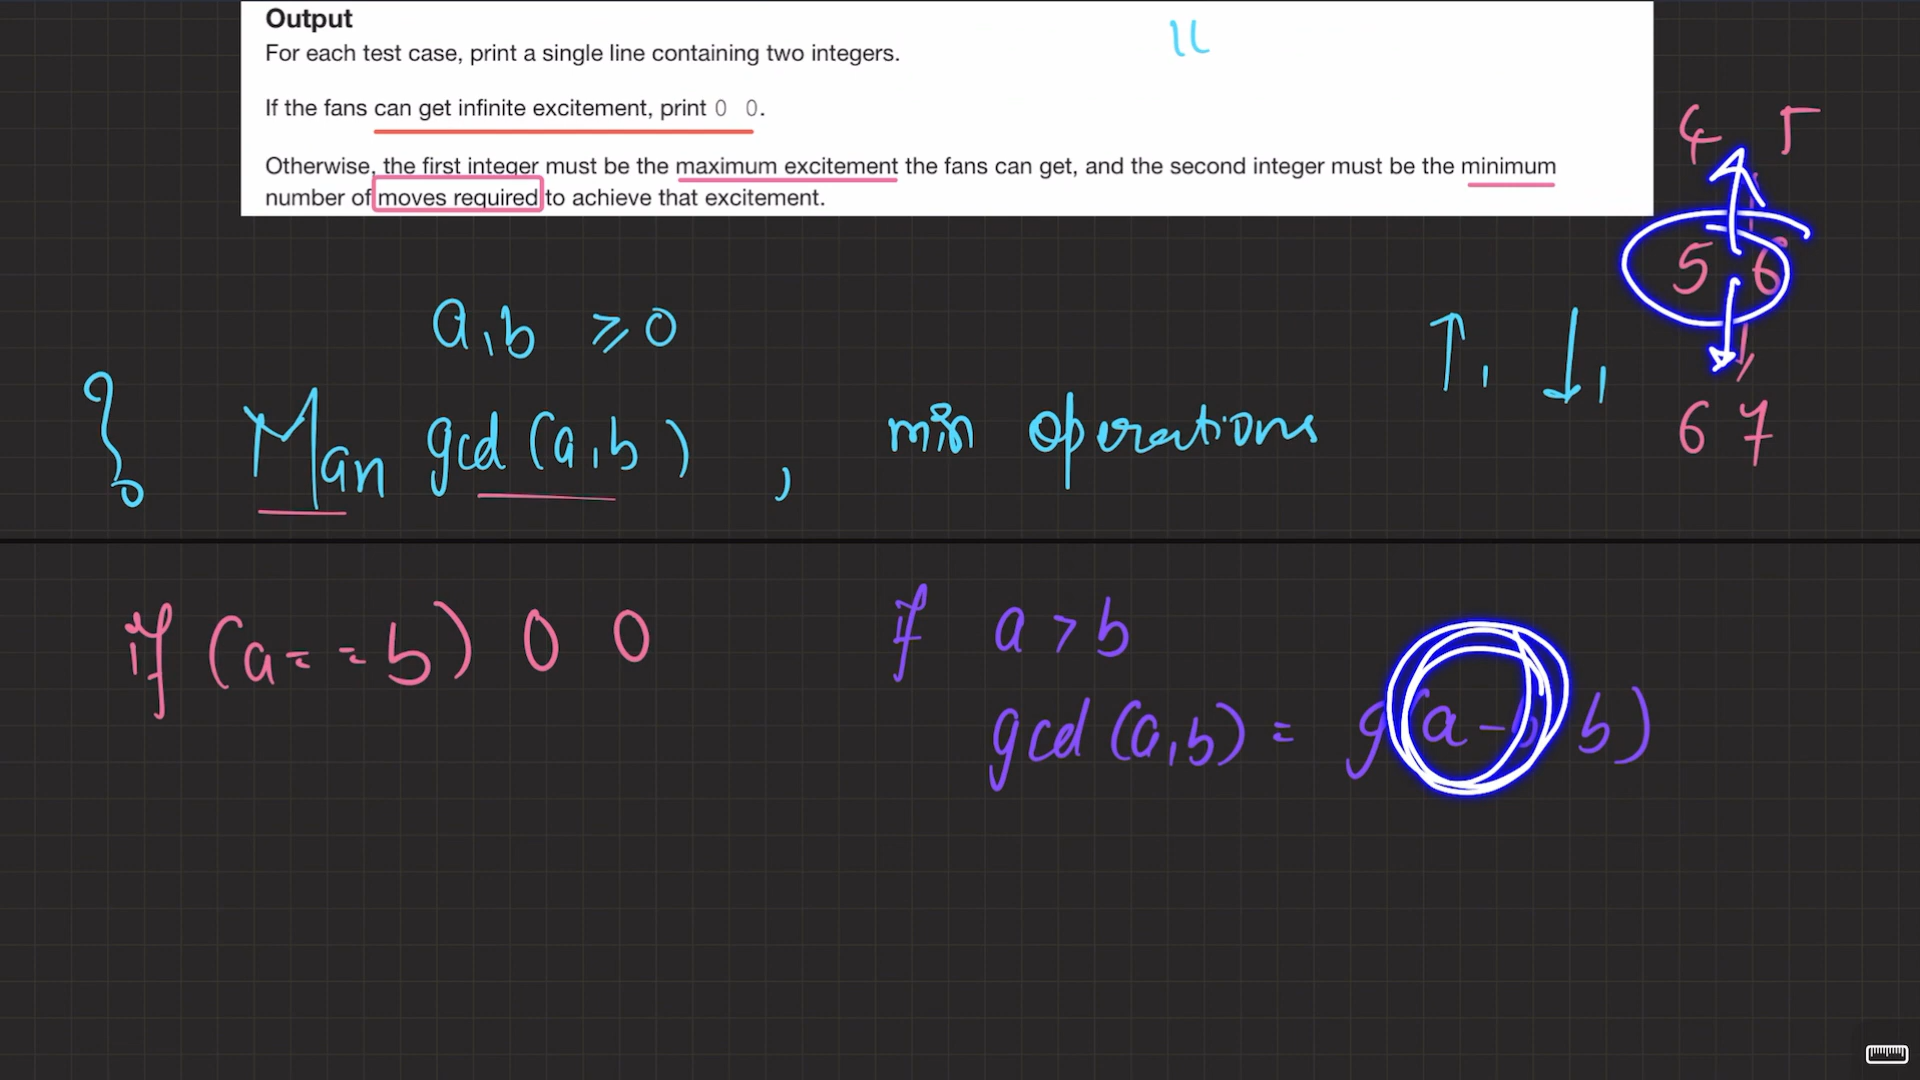 Output
For each test case, print a single line containing two integers.
If the fans can get infinite excitement, print 0 0.
Otherwise, the first integer must be the maximum excitement the fans can get, and the second integer must be the minimum
number of moves required to achieve that excitement.
4 5
5 6
6 7
a,b ≥ 0
Man gcd (a,b) , min operations
↑1 ↓1
if (a==b) 0 0
if a > b
gcd (a,b) = g(a-b, b)